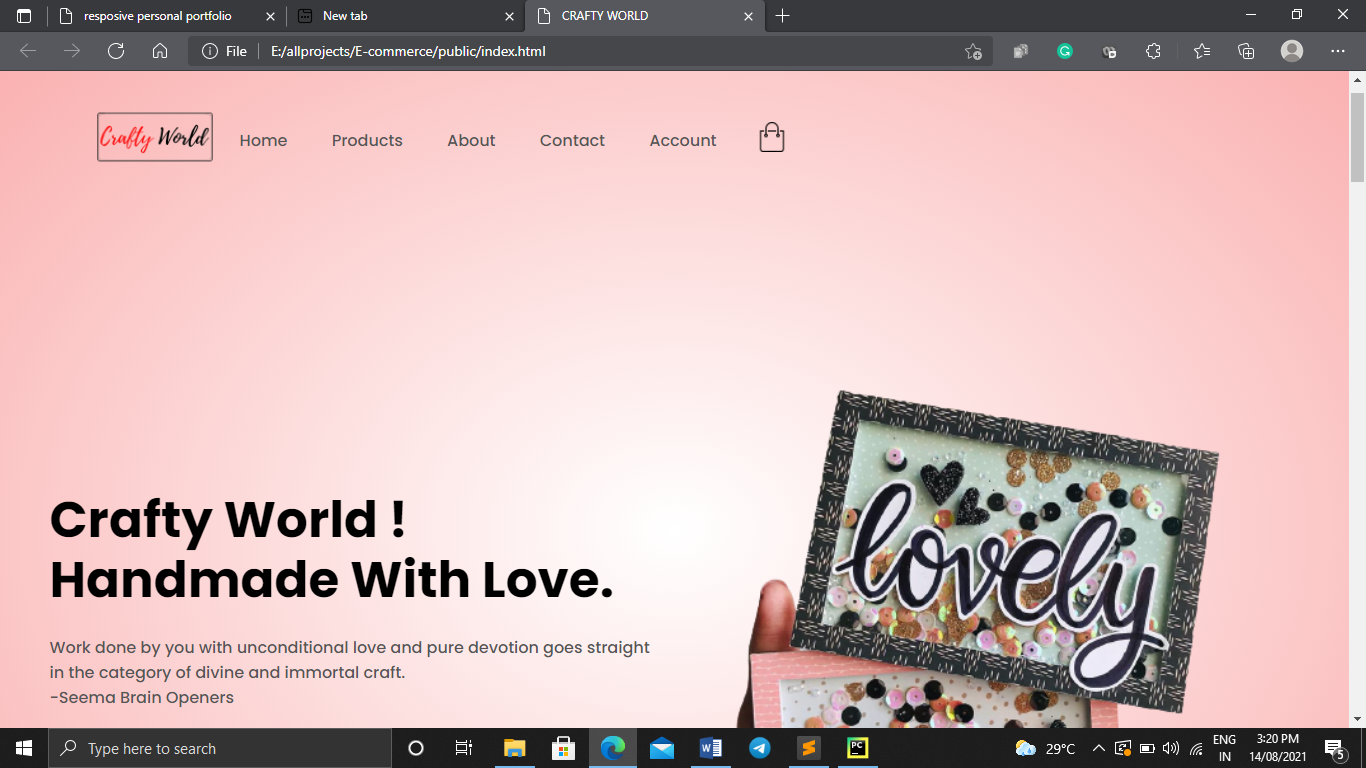 resposive personal portfolio
New tab
CRAFTY WORLD
File
E:/allprojects/E-commerce/public/index.html
Crafty World
Home
Products
About
Contact
Account
lovely
Crafty World !
Handmade With Love.
Work done by you with unconditional love and pure devotion goes straight
in the category of divine and immortal craft.
-Seema Brain Openers
Type here to search
W
PC
29°C
ENG
IN
3:20 PM
14/08/2021
5